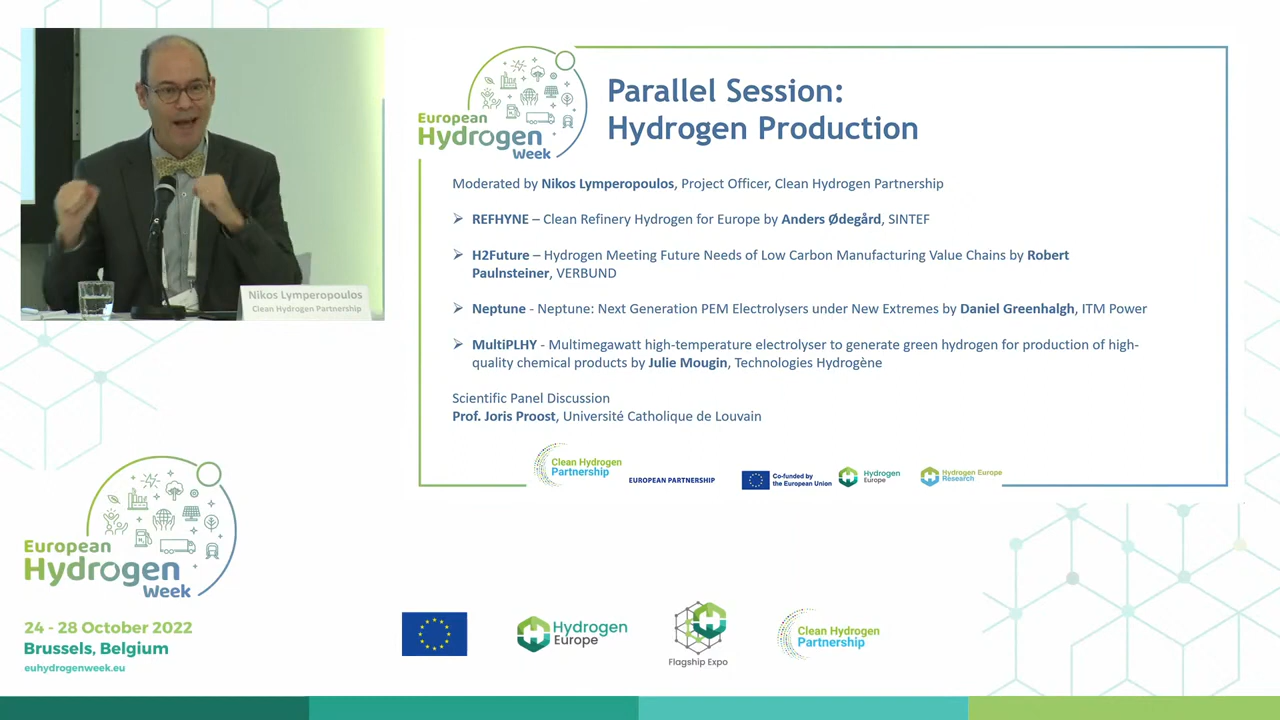 Nikos Lymperopoulos
Clean Hydrogen Partnership
European
Hydrogen
Week
Parallel Session:
Hydrogen Production
Moderated by Nikos Lymperopoulos, Project Officer, Clean Hydrogen Partnership
REFHYNE – Clean Refinery Hydrogen for Europe by Anders Ødegård, SINTEF
H2Future – Hydrogen Meeting Future Needs of Low Carbon Manufacturing Value Chains by Robert
Paulnsteiner, VERBUND
Neptune - Neptune: Next Generation PEM Electrolysers under New Extremes by Daniel Greenhalgh, ITM Power
MultiPLHY - Multimegawatt high-temperature electrolyser to generate green hydrogen for production of high-
quality chemical products by Julie Mougin, Technologies Hydrogène
Scientific Panel Discussion
Prof. Joris Proost, Université Catholique de Louvain
Clean Hydrogen
Partnership
EUROPEAN PARTNERSHIP
Co-funded by
the European Union
Hydrogen
Europe
Hydrogen Europe
Research
European
Hydrogen
Week
24 - 28 October 2022
Brussels, Belgium
euhydrogenweek.eu
Hydrogen
Europe
Flagship Expo
Clean Hydrogen
Partnership